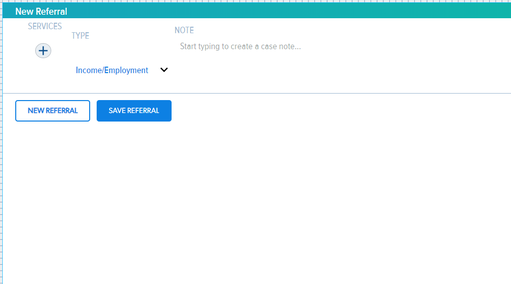 New Referral
SERVICES
TYPE
NOTE
Start typing to create a case note...
Income/Employment
NEW REFERRAL
SAVE REFERRAL